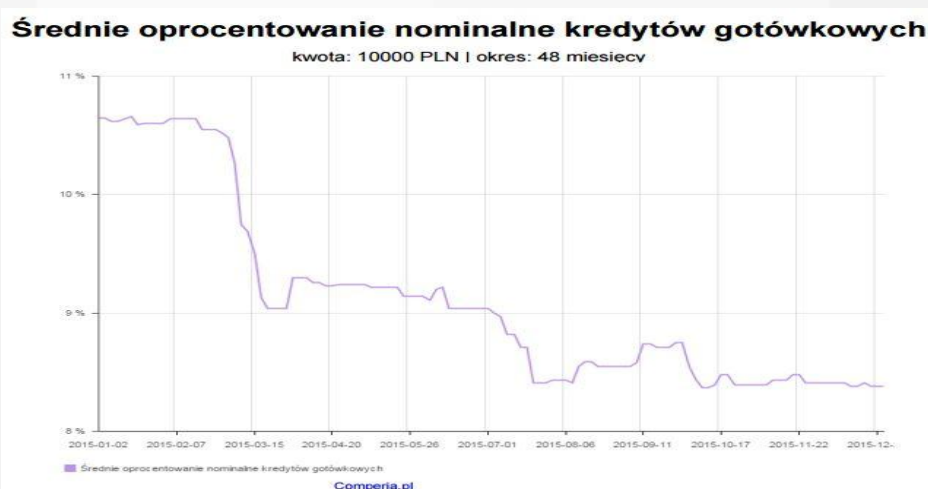 Średnie oprocentowanie nominalne kredytów gotówkowych
kwota: 10000 PLN | okres: 48 miesięcy
11 %
10 %
9 %
8 %
2015-01-02 2015-02-07 2015-03-15 2015-04-20 2015-05-26 2015-07-01 2015-08-06 2015-09-11 2015-10-17 2015-11-22 2015-12-
Średnie oprocentowanie nominalne kredytów gotówkowych
Comperia.pl